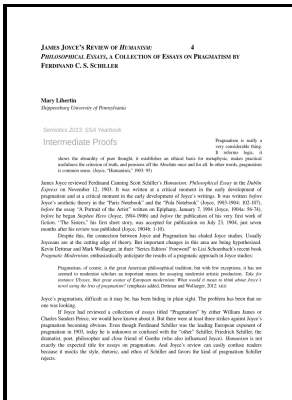 JAMES JOYCE'S REVIEW OF HUMANISM: 4
PHILOSOPHICAL ESSAYS, A COLLECTION OF ESSAYS ON PRAGMATISM BY
FERDINAND C. S. SCHILLER
Mary Libertin
Shippensburg University of Pennsylvania
Semiotics 2013: SSA Yearbook
Intermediate Proofs
Pragmatism is really a
very considerable thing.
It reforms logic, it
shows the absurdity of pure thought, it establishes an ethical basis for metaphysic, makes practical
usefulness the criterion of truth, and pensions off the Absolute once and for all. In other words, pragmatism
is common sense. (Joyce, "Humanism," 1903: 95)
James Joyce reviewed Ferdinand Canning Scott Schiller's Humanism: Philosophical Essays in the Dublin
Express on November 12, 1903. It was written at a critical moment in the early development of
pragmatism and at a critical moment in the early development of Joyce's writings. It was written before
Joyce's aesthetic theory in the "Paris Notebook" and the "Pola Notebook" (Joyce, 1903-1904: 102-107),
before the essay "A Portrait of the Artist" written on Epiphany, January 7, 1904 (Joyce, 1904a: 56-74),
before he began Stephen Hero (Joyce, 1904-1906) and before the publication of his very first work of
fiction. "The Sisters," his first short story, was accepted for publication on July 23, 1904, just seven
months after his review was published (Joyce, 1904b: 1-10).
Despite this, the connection between Joyce and Pragmatism has eluded Joyce studies. Usually
Joyceans are at the cutting edge of theory. But important changes in this area are being hypothesized.
Kevin Dettmar and Mark Wollaeger, in their "Series Editors' Foreword" to Lisi Schoenbach's recent book
Pragmatic Modernism, enthusiastically anticipate the results of a pragmatic approach to Joyce studies:
Pragmatism, of course, is the great American philosophical tradition, but with few exceptions, it has not
seemed to modernist scholars an important means for assaying modernist artistic production. Take for
instance Ulysses, that great avatar of European modernism: What would it mean to think about Joyce's
novel using the lens of pragmatism? (emphasis added, Dettmar and Wollaeger, 2012: xii)
Joyce's pragmatism, difficult as it may be, has been hiding in plain sight. The problem has been that no
one was looking.
If Joyce had reviewed a collection of essays titled "Pragmatism" by either William James or
Charles Sanders Peirce, we would have known about it. But there were at least three strikes against Joyce's
pragmatism becoming obvious. Even though Ferdinand Schiller was the leading European exponent of
pragmatism in 1903, today he is unknown or confused with the "other" Schiller, Friedrich Schiller, the
dramatist, poet, philosopher and close friend of Goethe (who also influenced Joyce). Humanism is not
exactly the expected title for essays on pragmatism. And Joyce's review can easily confuse readers
because it mocks the style, rhetoric, and ethos of Schiller and favors the kind of pragmatism Schiller
rejects.